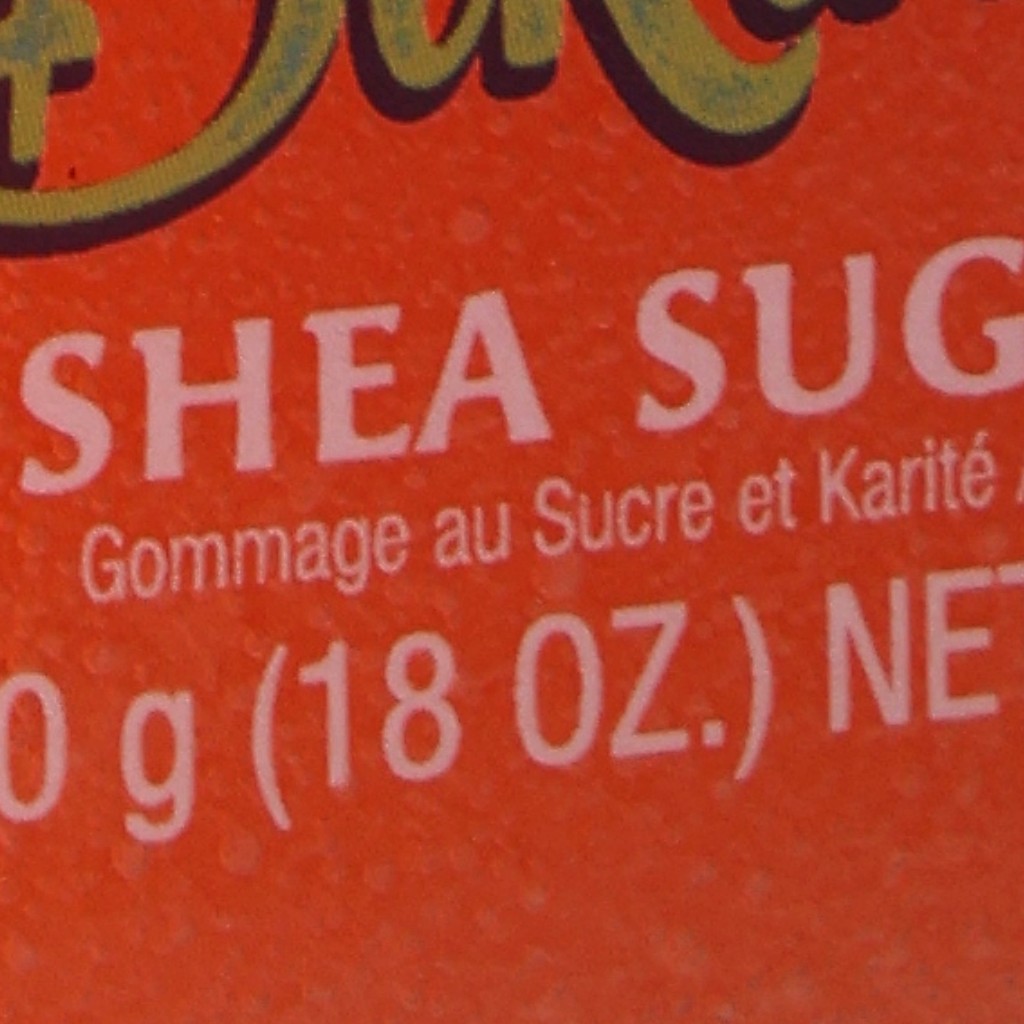 SHEA SUG
Gommage au Sucre et Karité
0 g (18 OZ.) NET